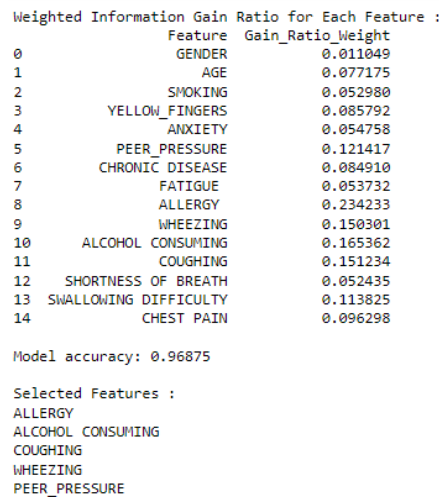 Weighted Information Gain Ratio for Each Feature :
Feature Gain_Ratio_Weight
0 GENDER 0.011049
1 AGE 0.077175
2 SMOKING 0.052980
3 YELLOW_FINGERS 0.085792
4 ANXIETY 0.054758
5 PEER_PRESSURE 0.121417
6 CHRONIC DISEASE 0.084910
7 FATIGUE 0.053732
8 ALLERGY 0.234233
9 WHEEZING 0.150301
10 ALCOHOL CONSUMING 0.165362
11 COUGHING 0.151234
12 SHORTNESS OF BREATH 0.052435
13 SWALLOWING DIFFICULTY 0.113825
14 CHEST PAIN 0.096298
Model accuracy: 0.96875
Selected Features :
ALLERGY
ALCOHOL CONSUMING
COUGHING
WHEEZING
PEER_PRESSURE